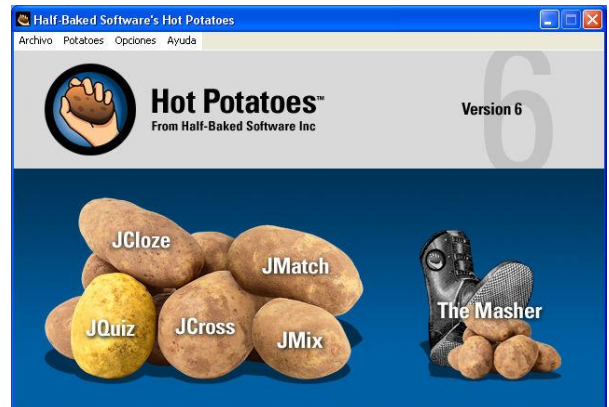 Half-Baked Software's Hot Potatoes
Archivo Potatoes Opciones Ayuda
6
Hot Potatoes™
From Half-Baked Software Inc
Version 6
JCloze
JMatch
JQuiz
JCross
JMix
The Masher